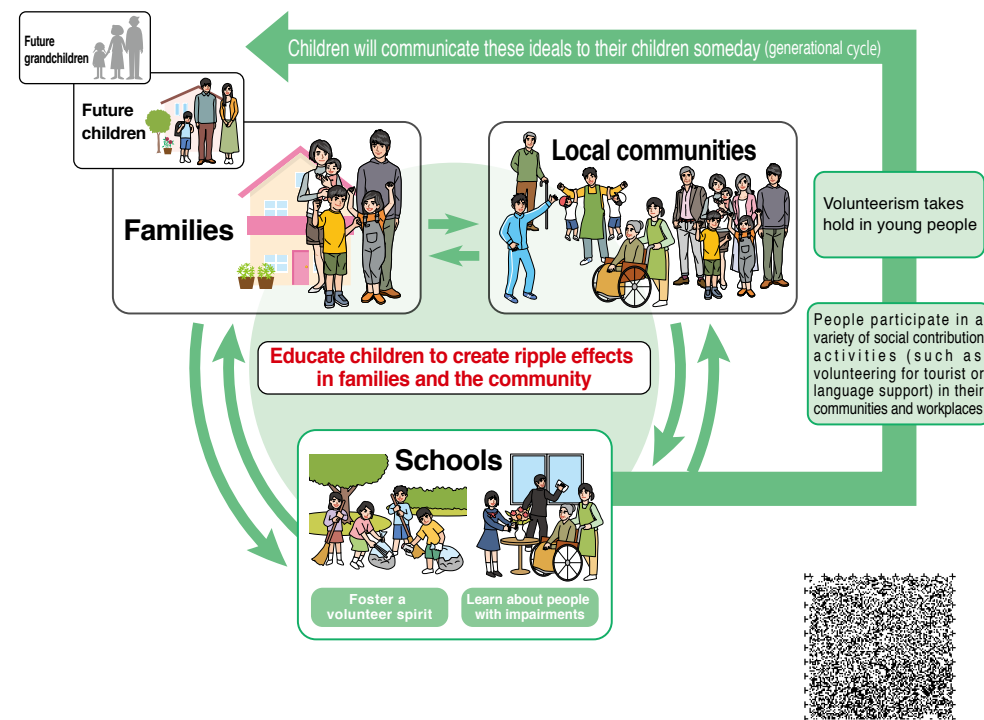 Future
grandchildren
Children will communicate these ideals to their children someday (generational cycle)
Future
children
Families
Local communities
Volunteerism takes
hold in young people
People participate in a
variety of social contribution
activities (such as
volunteering for tourist or
language support) in their
communities and workplaces
Educate children to create ripple effects
in families and the community
Schools
Foster a
volunteer spirit
Learn about people
with impairments